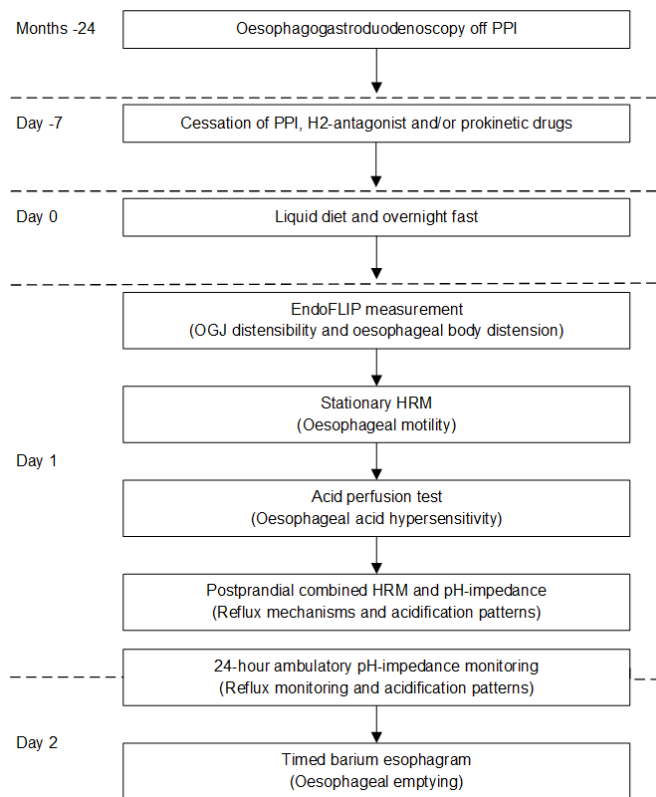 Months -24
Oesophagogastroduodenoscopy off PPI
Day -7
Cessation of PPI, H2-antagonist and/or prokinetic drugs
Day 0
Liquid diet and overnight fast
EndoFLIP measurement
(OGJ distensibility and oesophageal body distension)
Stationary HRM
(Oesophageal motility)
Day 1
Acid perfusion test
(Oesophageal acid hypersensitivity)
Postprandial combined HRM and pH-impedance
(Reflux mechanisms and acidification patterns)
24-hour ambulatory pH-impedance monitoring
(Reflux monitoring and acidification patterns)
Day 2
Timed barium esophagram
(Oesophageal emptying)